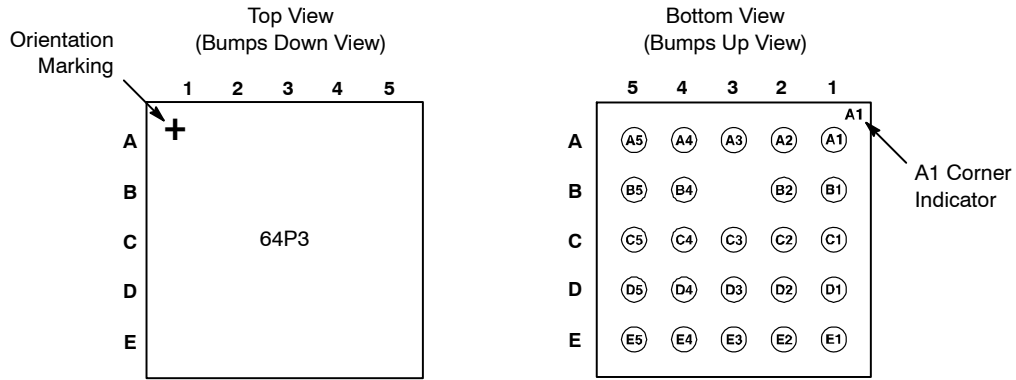 Top View
(Bumps Down View)
Orientation
Marking
1 2 3 4 5
A
B
C
D
E
+
64P3
Bottom View
(Bumps Up View)
5 4 3 2 1
A1
A A5 A4 A3 A2 A1
B B5 B4 B2 B1
C C5 C4 C3 C2 C1
D D5 D4 D3 D2 D1
E E5 E4 E3 E2 E1
A1 Corner
Indicator